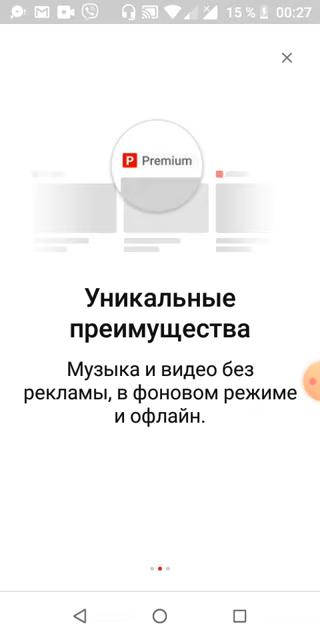 15 % 00:27
P Premium
Уникальные
преимущества
Музыка и видео без
рекламы, в фоновом режиме
и офлайн.